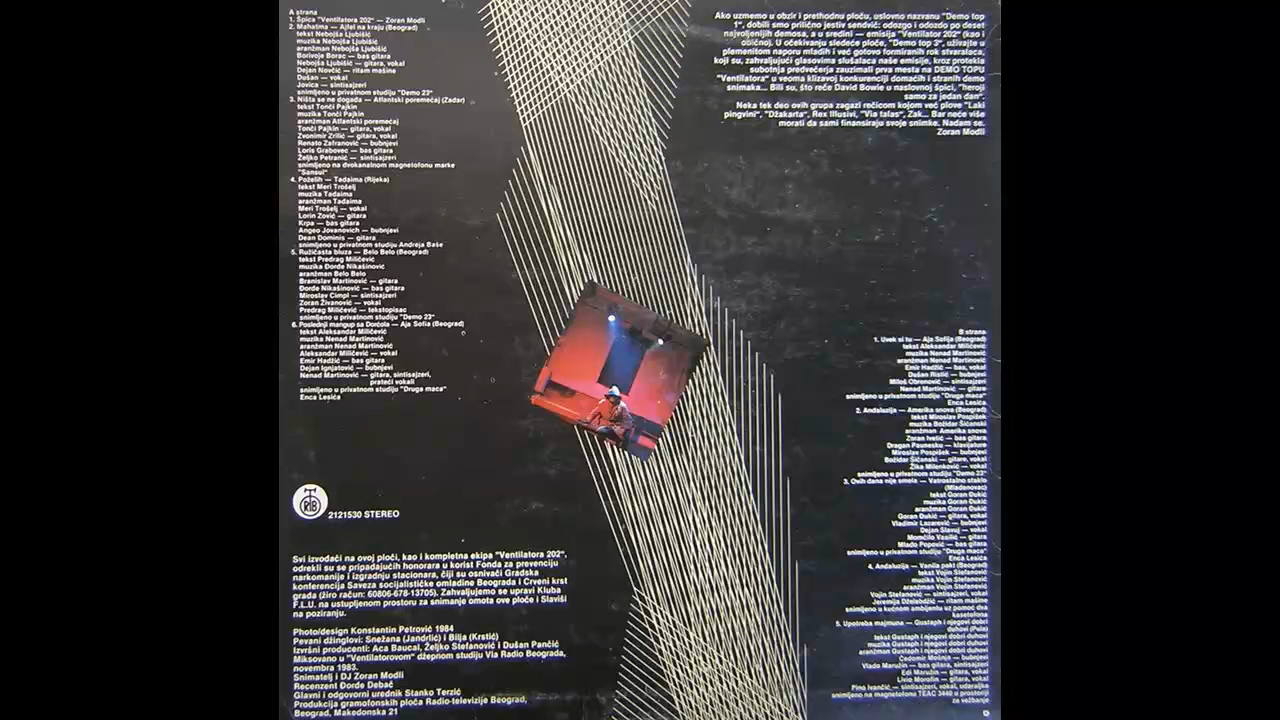 A strana
1. Špica "Ventilatora 202" — Zoran Modli
2. Mahatma — Ajfel na kraju (Beograd)
tekst Nebojša Ljubišić
muzika Nebojša Ljubišić
aranžman Nebojša Ljubišić
Borivoje Borac — bas gitara
Nebojša Ljubišić — gitara, vokal
Dejan Novčić — ritam mašine
Dušan — vokal
Jovica — sintisajzeri
snimljeno u privatnom studiju "Demo 23"
3. Ništa se ne događa — Atlantski poremećaj (Zadar)
tekst Tonči Pajkin
muzika Tonči Pajkin
aranžman Atlantski poremećaj
Tonči Pajkin — gitara, vokal
Zvonimir Zrilić — gitara, vokal
Renato Zafranović — bubnjevi
Loris Grabovec — bas gitara
Željko Petranić — sintisajzeri
snimljeno na dvokanalnom magnetofonu marke
"Sansui"
4. Poželih — Tadaima (Rijeka)
tekst Meri Trošelj
muzika Tadaima
aranžman Tadaima
Meri Trošelj — vokal
Lorin Zović — gitara
Krpa — bas gitara
Angeo Jovanovich — bubnjevi
Dean Dominis — gitara
snimljeno u privatnom studiju Andreja Baše
5. Ružičasta bluza — Belo Belo (Beograd)
tekst Predrag Milićević
muzika Đorđe Nikašinović
aranžman Belo Belo
Branislav Martinović — gitara
Đorđe Nikašinović — bas gitara
Miroslav Cimpl — sintisajzeri
Zoran Živanović — vokal
Predrag Milićević — tekstopisac
snimljeno u privatnom studiju "Demo 23"
6. Poslednji mangup sa Dorćola — Aja Sofia (Beograd)
tekst Aleksandar Milićević
muzika Nenad Martinović
aranžman Nenad Martinović
Aleksandar Milićević — vokal
Emir Hadžić — bas gitara
Dejan Ignjatović — bubnjevi
Nenad Martinović — gitara, sintisajzeri,
prateći vokali
snimljeno u privatnom studiju "Druga maca"
Enca Lesića
RTB
2121530 STEREO
Svi izvođači na ovoj ploči, kao i kompletna ekipa "Ventilatora 202",
odrekli su se pripadajućih honorara u korist Fonda za prevenciju
narkomanije i izgradnju stacionara, čiji su osnivači Gradska
konferencija Saveza socijalističke omladine Beograda i Crveni krst
grada (žiro račun: 60806-678-13705). Zahvaljujemo se upravi Kluba
F.L.U. na ustupljenom prostoru za snimanje omota ove ploče i Slaviši
na poziranju.
Photo/design Konstantin Petrović 1984
Pevani džinglovi: Snežana (Jandrlić) i Bilja (Krstić)
Izvršni producenti: Aca Baucal, Željko Stefanović i Dušan Pančić
Miksovano u "Ventilatorovom" džepnom studiju Via Radio Beograda,
novembra 1983.
Snimatelj i DJ Zoran Modli
Recenzent Đorđe Debač
Glavni i odgovorni urednik Stanko Terzić
Produkcija gramofonskih ploča Radio-televizije Beograd,
Beograd, Makedonska 21
Ako uzmemo u obzir i prethodnu ploču, uslovno nazvanu "Demo top
1", dobili smo prilično jestiv sendvič: odozgo i odozdo po deset
najvoljenijih demosa, a u sredini — emisija "Ventilator 202" (kao i
obično). U očekivanju sledeće ploče, "Demo top 3", uživajte u
plemenitom naporu mladih i već gotovo formiranih rok stvaralaca,
koji su, zahvaljujući glasovima slušalaca naše emisije, kroz protekla
subotnja predvečerja zauzimali prva mesta na DEMO TOPU
"Ventilatora" u veoma klizavoj konkurenciji domaćih i stranih demo
snimaka... Bili su, što reče David Bowie u naslovnoj špici, "heroji
samo za jedan dan".
Neka tek deo ovih grupa zagazi rečicom kojom već plove "Laki
pingvini", "Džakarta", Rex Illusivi, "Via talas", Zak... Bar neće više
morati da sami finansiraju svoje snimke. Nadam se.
Zoran Modli
B strana
1. Uvek si tu — Aja Sofija (Beograd)
tekst Aleksandar Milićević
muzika Nenad Martinović
aranžman Nenad Martinović
Emir Hadžić — bas, vokal
Dušan Ristić — bubnjevi
Miloš Obrenović — sintisajzeri
Nenad Martinović — gitara
snimljeno u privatnom studiju "Druga maca"
Enca Lesića
2. Andaluzija — Amerika snova (Beograd)
tekst Miroslav Pospišek
muzika Božidar Šićanski
aranžman Amerika snova
Zoran Ivetić — bas gitara
Dragan Paunesku — klavijature
Miroslav Pospišek — bubnjevi
Božidar Šićanski — gitare, vokal
Žika Milenković — vokal
snimljeno u privatnom studiju "Demo 23"
3. Ovih dana nije smela — Vatrostalno staklo
(Mladenovac)
tekst Goran Đukić
muzika Goran Đukić
aranžman Goran Đukić
Goran Đukić — gitara, vokal
Vladimir Lazarević — bubnjevi
Dejan Slavuj — vokal
Momčilo Vasilić — gitara
Mlado Popović — bas gitara
snimljeno u privatnom studiju "Druga maca"
Enca Lesića
4. Andaluzija — Vanila pakt (Beograd)
tekst Vojin Stefanović
muzika Vojin Stefanović
aranžman Vojin Stefanović
Vojin Stefanović — sintisajzeri, vokal
Jeremija Dželebdžić — ritam mašine
snimljeno u kućnom ambijentu uz pomoć dva
kasetofona
5. Upotreba majmuna — Gustaph i njegovi dobri
duhovi (Pula)
tekst Gustaph i njegovi dobri duhovi
muzika Gustaph i njegovi dobri duhovi
aranžman Gustaph i njegovi dobri duhovi
Čedomir Mošnja — bubnjevi
Vlado Maružin — bas gitara, sintisajzeri
Edi Maružin — gitara
Livio Morosin — gitara, vokal
Fino Ivančić — sintisajzeri, vokal, udaraljke
snimljeno na magnetofonu TEAC 3440 u prostoriji
za vežbanje